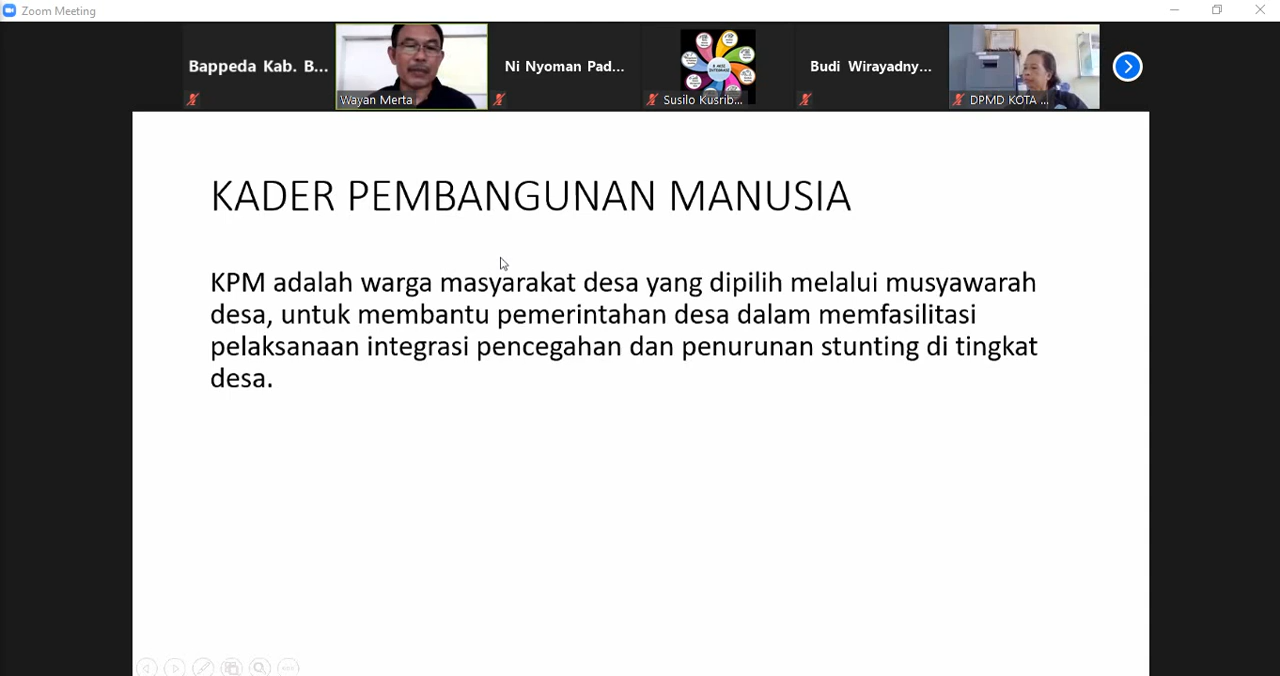 Zoom Meeting
Bappeda Kab. B...
Wayan Merta
Ni Nyoman Pad...
Susilo Kusrib...
Budi Wirayadny...
DPMD KOTA ...
KADER PEMBANGUNAN MANUSIA
KPM adalah warga masyarakat desa yang dipilih melalui musyawarah
desa, untuk membantu pemerintahan desa dalam memfasilitasi
pelaksanaan integrasi pencegahan dan penurunan stunting di tingkat
desa.